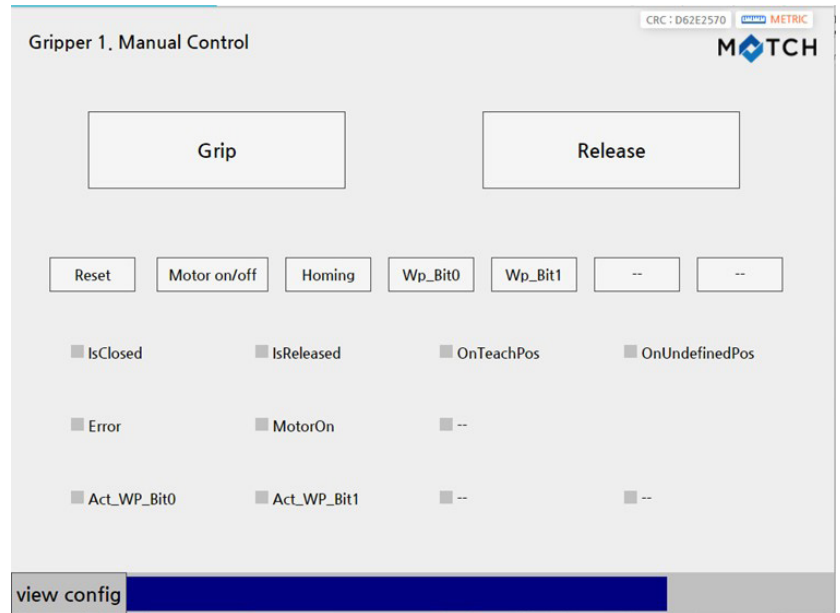 CRC : D62E2570 METRIC
Gripper 1. Manual Control
MOTCH
Grip Release
Reset Motor on/off Homing Wp_Bit0 Wp_Bit1 -- --
IsClosed IsReleased OnTeachPos OnUndefinedPos
Error MotorOn --
Act_WP_Bit0 Act_WP_Bit1 -- --
view config